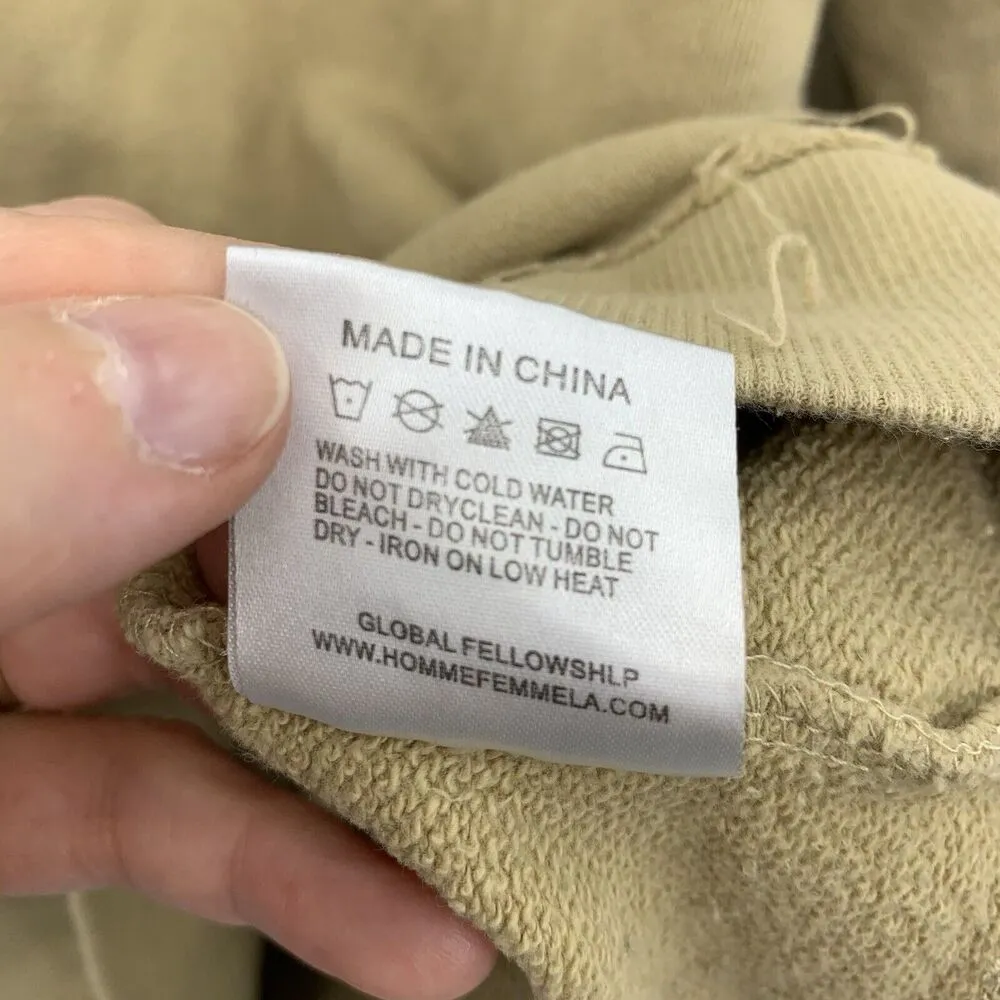 MADE IN CHINA
WASH WITH COLD WATER
DO NOT DRYCLEAN - DO NOT
BLEACH - DO NOT TUMBLE
DRY - IRON ON LOW HEAT
GLOBAL FELLOWSHLP
WWW.HOMMEFEMMELA.COM